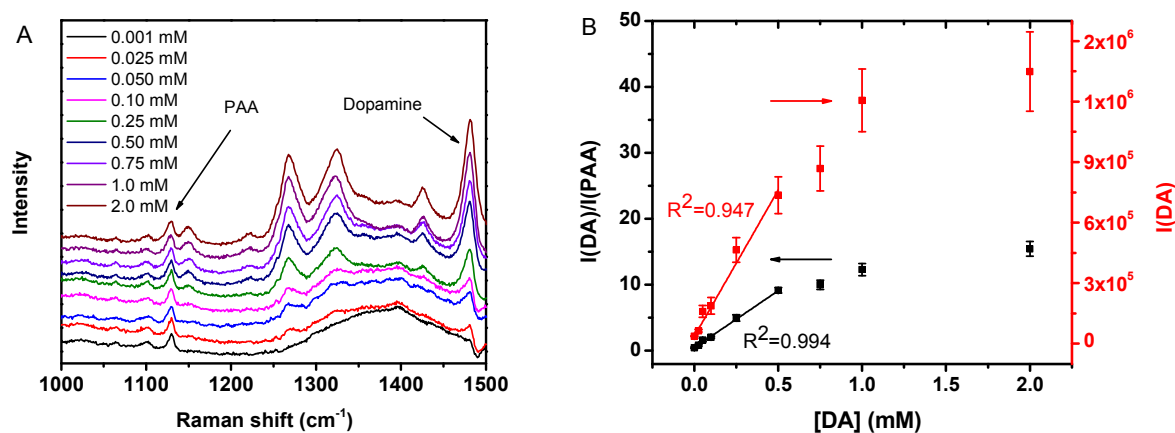 A
0.001 mM
0.025 mM
0.050 mM
0.10 mM
0.25 mM
0.50 mM
0.75 mM
1.0 mM
2.0 mM
PAA
Dopamine
Intensity
1000 1100 1200 1300 1400 1500
Raman shift (cm⁻¹)
B
50
40
30
20
10
0
I(DA)/I(PAA)
R²=0.947
R²=0.994
2x10⁶
1x10⁶
9x10⁵
6x10⁵
3x10⁵
0
I(DA)
0.0 0.5 1.0 1.5 2.0
[DA] (mM)